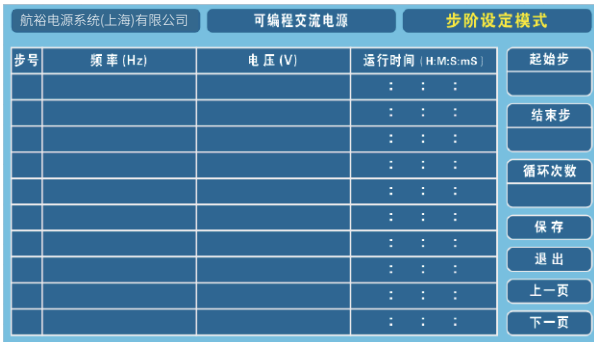 航裕电源系统(上海)有限公司 可编程交流电源 步阶设定模式
步号 频率(Hz) 电压(V) 运行时间(H:M:S:mS) 起始步
: : :
: : : 结束步
: : :
: : : 循环次数
: : :
: : : 保存
: : : 退出
: : :
: : : 上一页
: : : 下一页